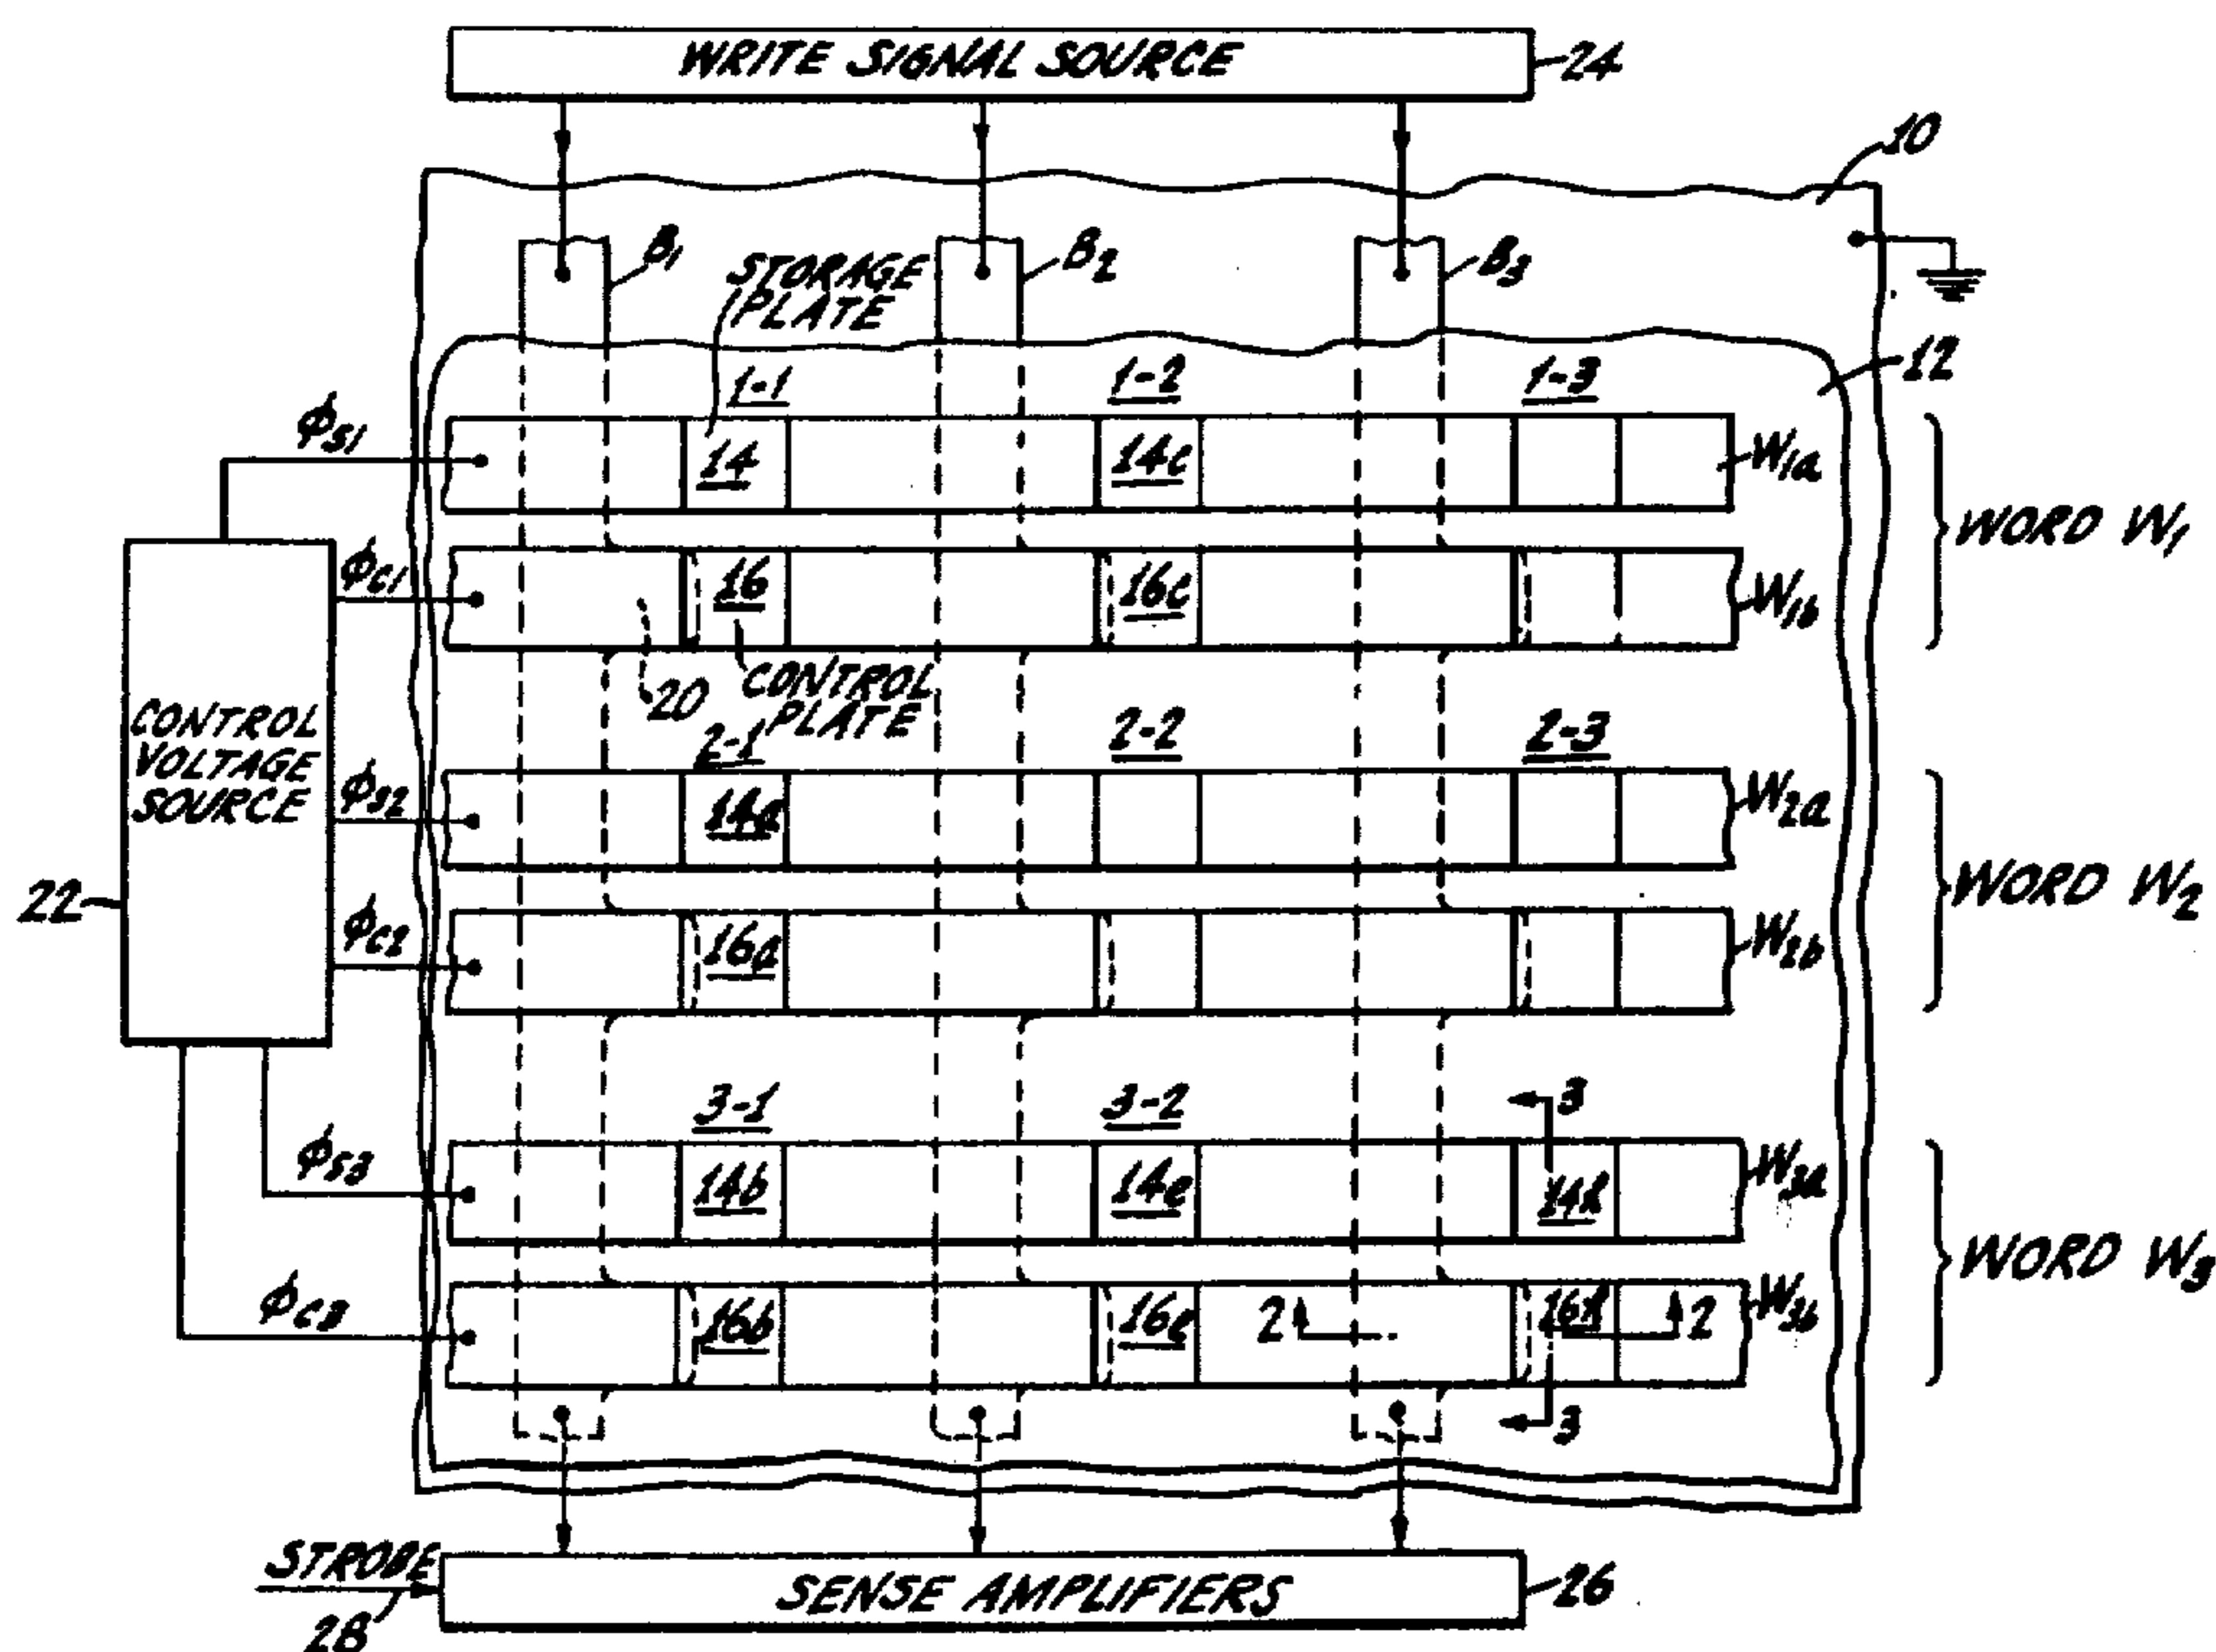 WRITE SIGNAL SOURCE 24
10
B1 STORAGE PLATE B2 B3
12
1-1 1-2 1-3
ϕS1 14 14c W1a
ϕC1 16 16c W1b
WORD W1
20 CONTROL PLATE
CONTROL VOLTAGE SOURCE
22
2-1 2-2 2-3
ϕS2 14a W2a
ϕC2 16a W2b
WORD W2
3-1 3-2 3
ϕS3 14b 14e W3a
ϕC3 16b 16e 2 2 W3b
WORD W3
3
STROBE
28
SENSE AMPLIFIERS 26